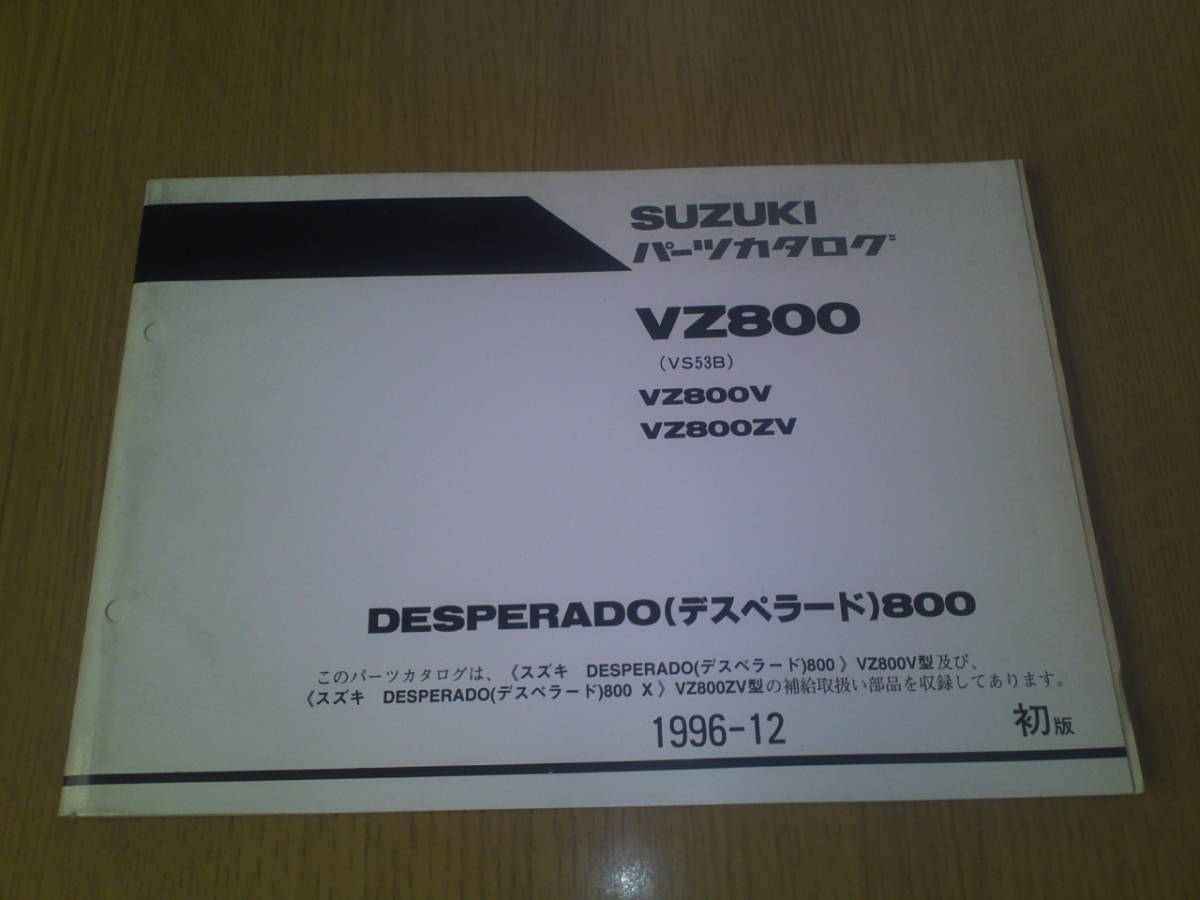 SUZUKI
パーツカタログ
VZ800
(VS53B)
VZ800V
VZ800ZV
DESPERADO(デスペラード)800
このパーツカタログは、《スズキ　DESPERADO(デスペラード)800 》VZ800V型及び、
《スズキ　DESPERADO(デスペラード)800 X 》VZ800ZV型の補給取扱い部品を収録してあります。
1996-12 初版